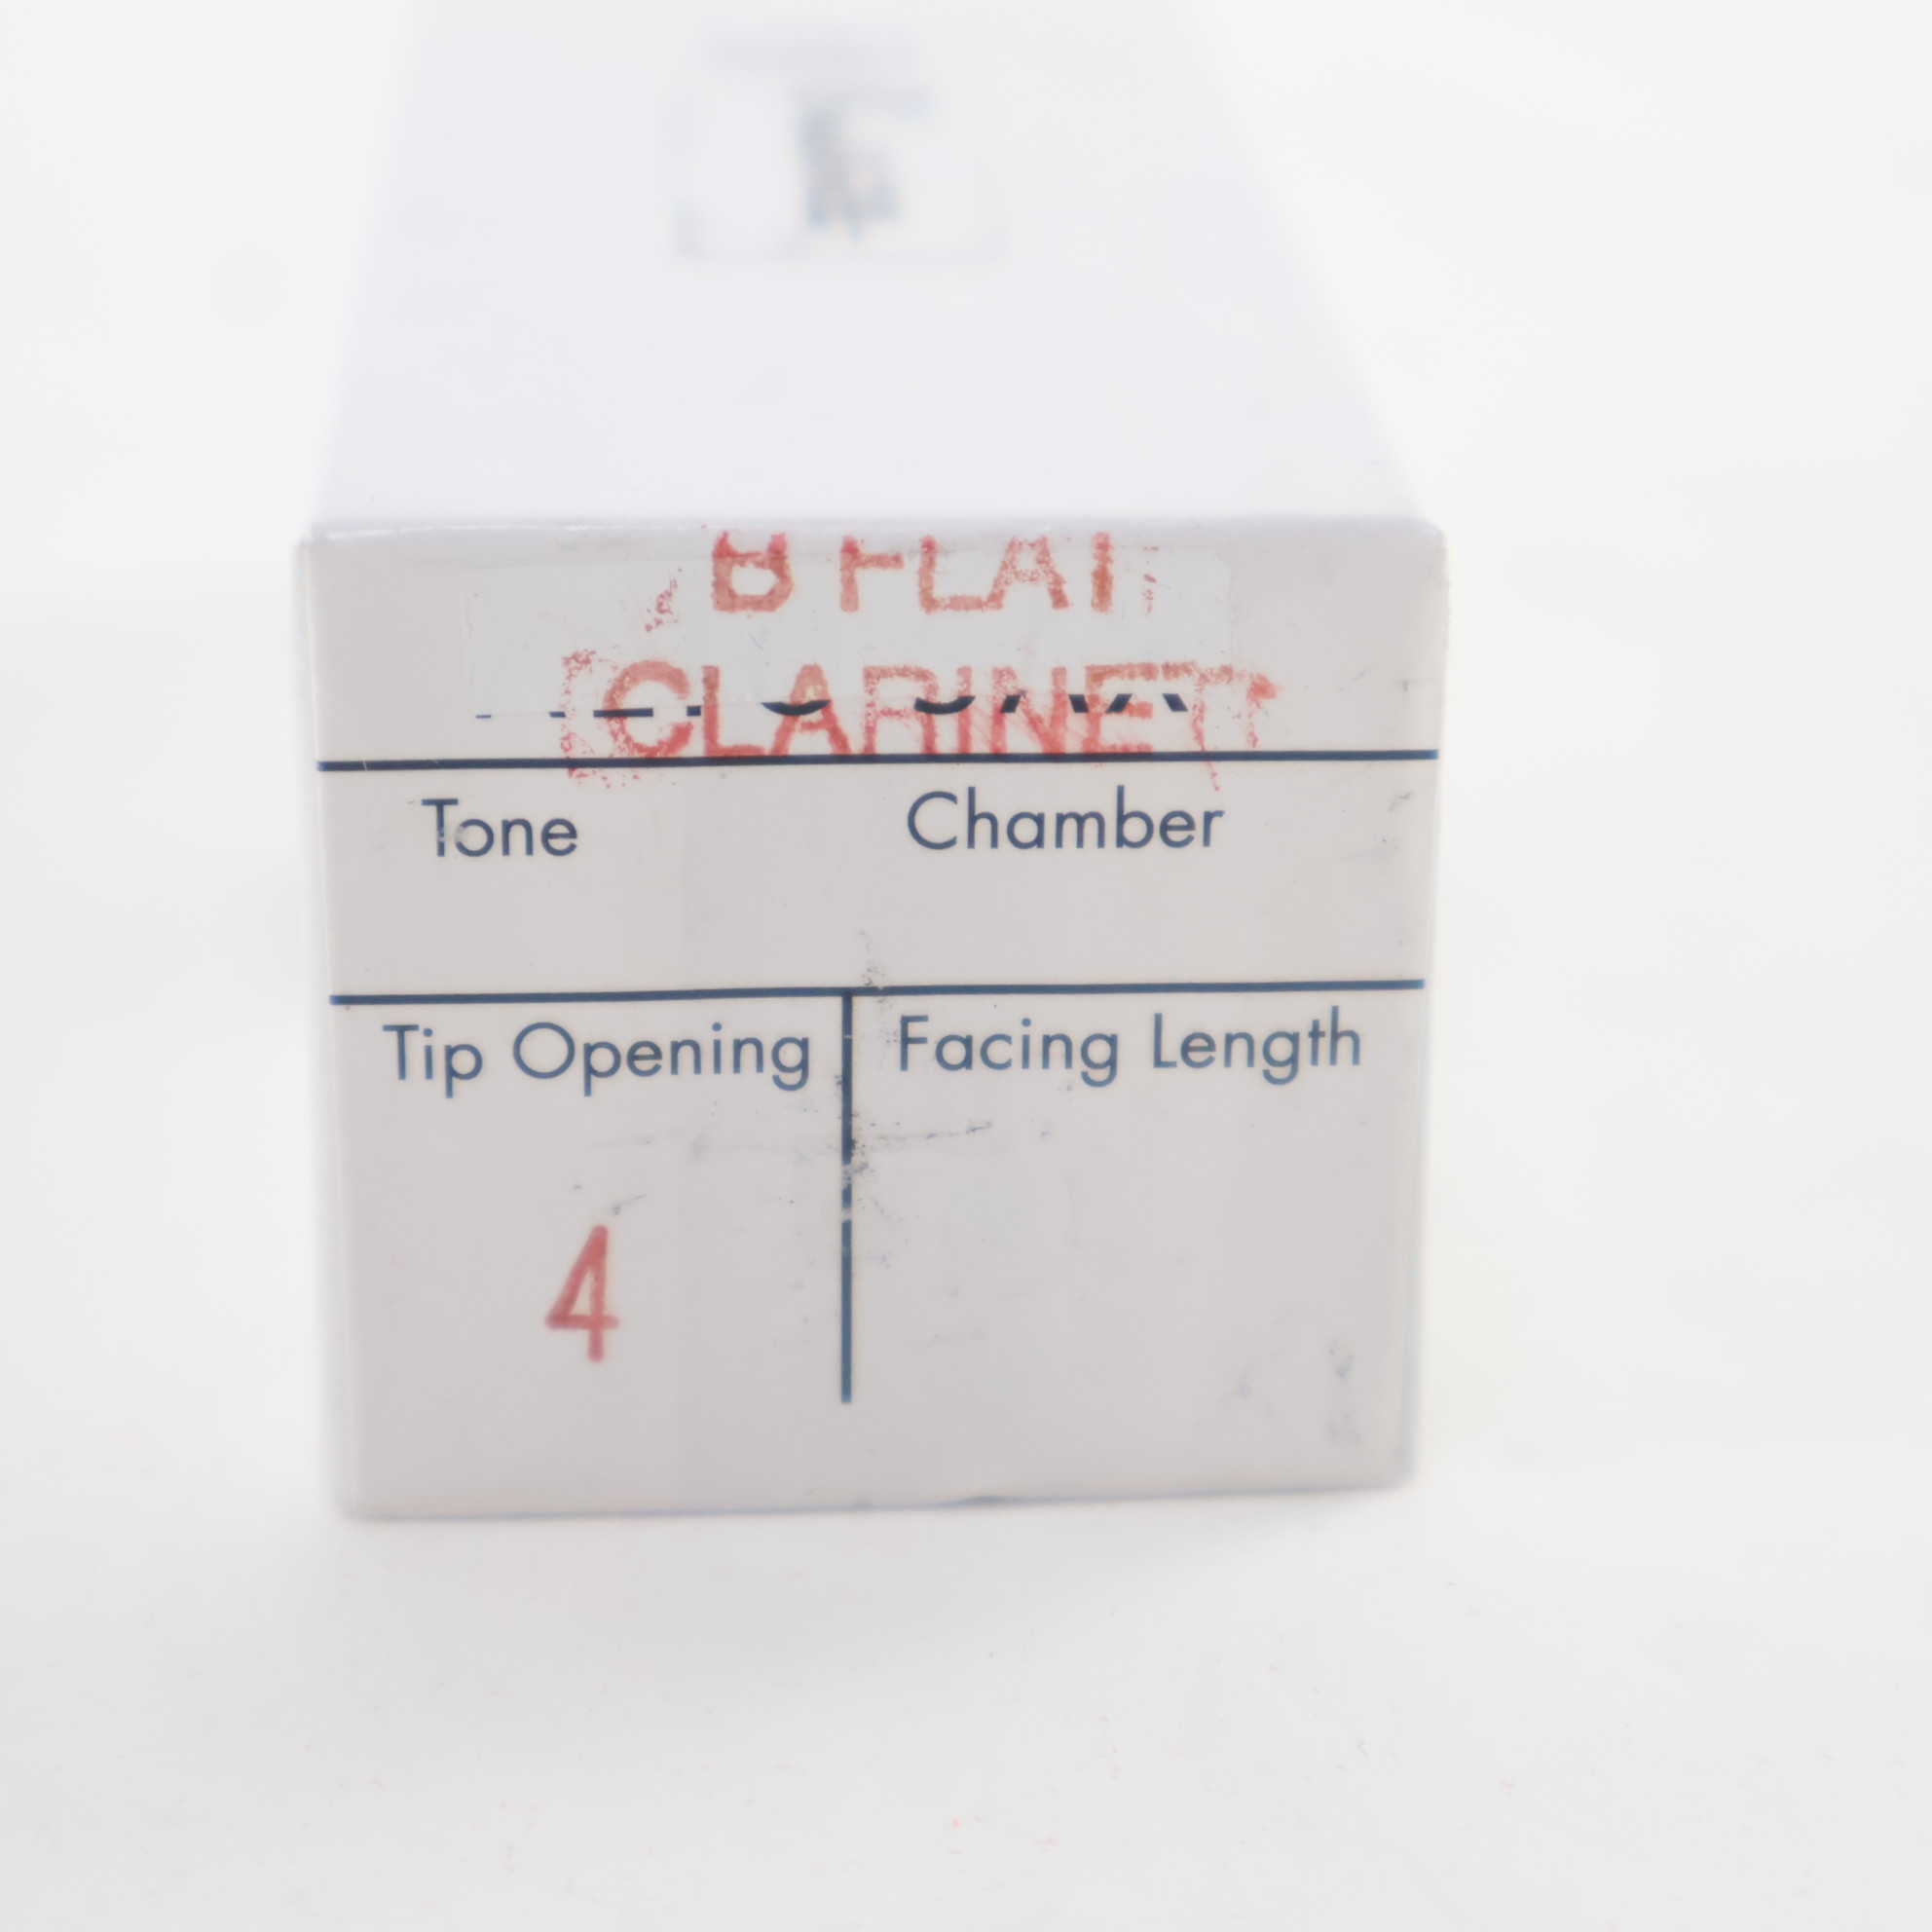 B FLAT
CLARINET
Tone Chamber
Tip Opening Facing Length
4